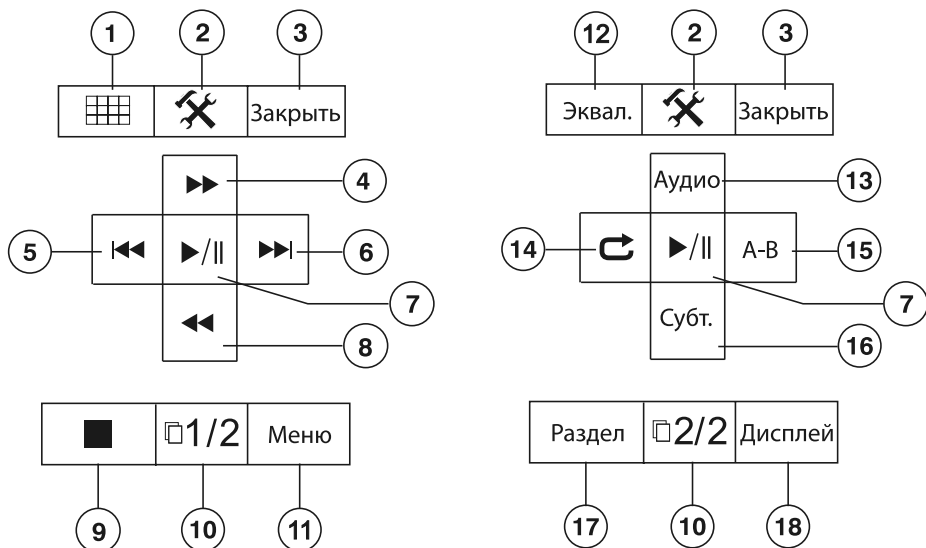 1 2 3
Закрыть
4
5 6
7
8
1/2 Меню
9 10 11
12 2 3
Эквал. Закрыть
Аудио 13
14 A-B 15
7
Субт. 16
Раздел 2/2 Дисплей
17 10 18